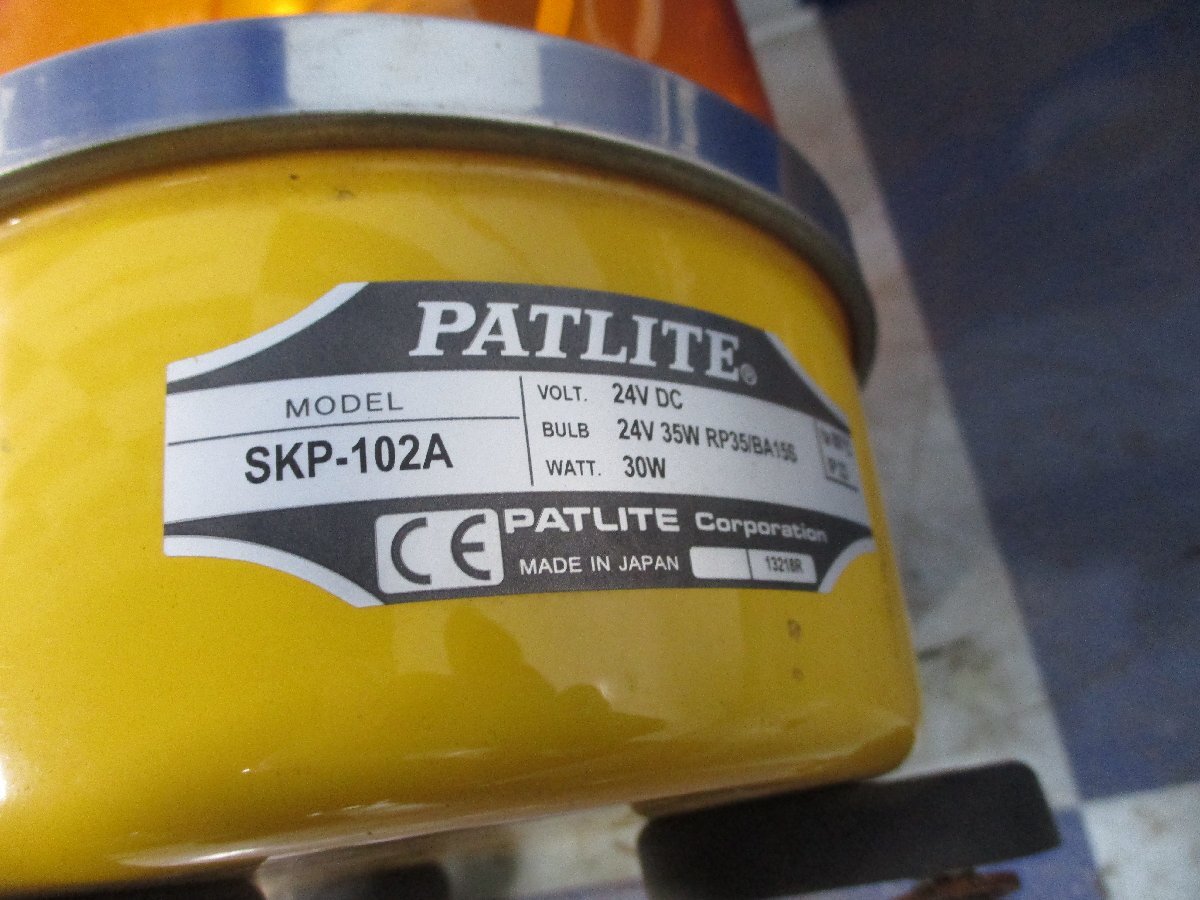 PATLITE®
MODEL
SKP-102A
VOLT. 24V DC
BULB 24V 35W RP35/BA15S
WATT. 30W
CE PATLITE Corporation
MADE IN JAPAN 1321BR